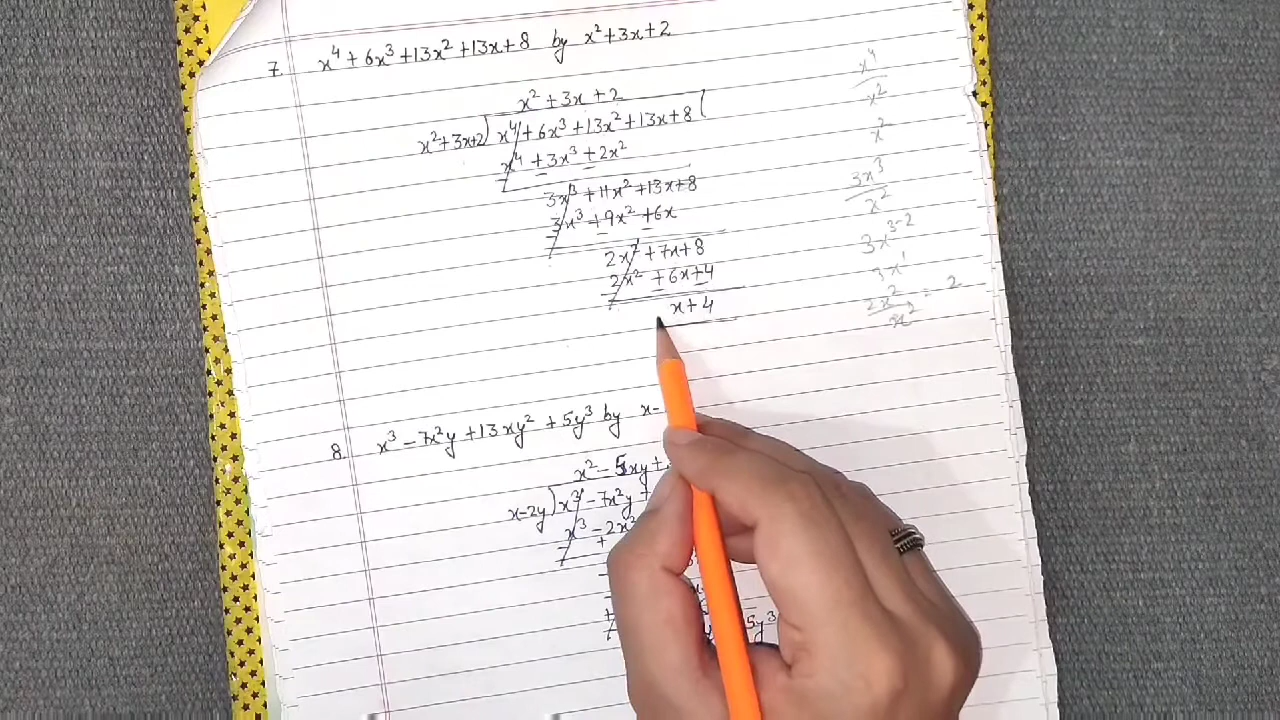 7. x⁴ + 6x³ + 13x² + 13x + 8 by x² + 3x + 2
x² + 3x + 2
x² + 3x + 2 ) x⁴ + 6x³ + 13x² + 13x + 8 (
x⁴ + 3x³ + 2x²
- - -
3x³ + 11x² + 13x + 8
3x³ + 9x² + 6x
- - -
2x² + 7x + 8
2x² + 6x + 4
- - -
x + 4
x⁴
x²
x²
3x³
x²
3x³⁻²
3x¹
2x² = 2
x²
8. x³ - 7x²y + 13xy² + 5y³ by x -
x² - 5xy +
x - 2y ) x³ - 7x²y
x³ - 2x²
- +
5y³